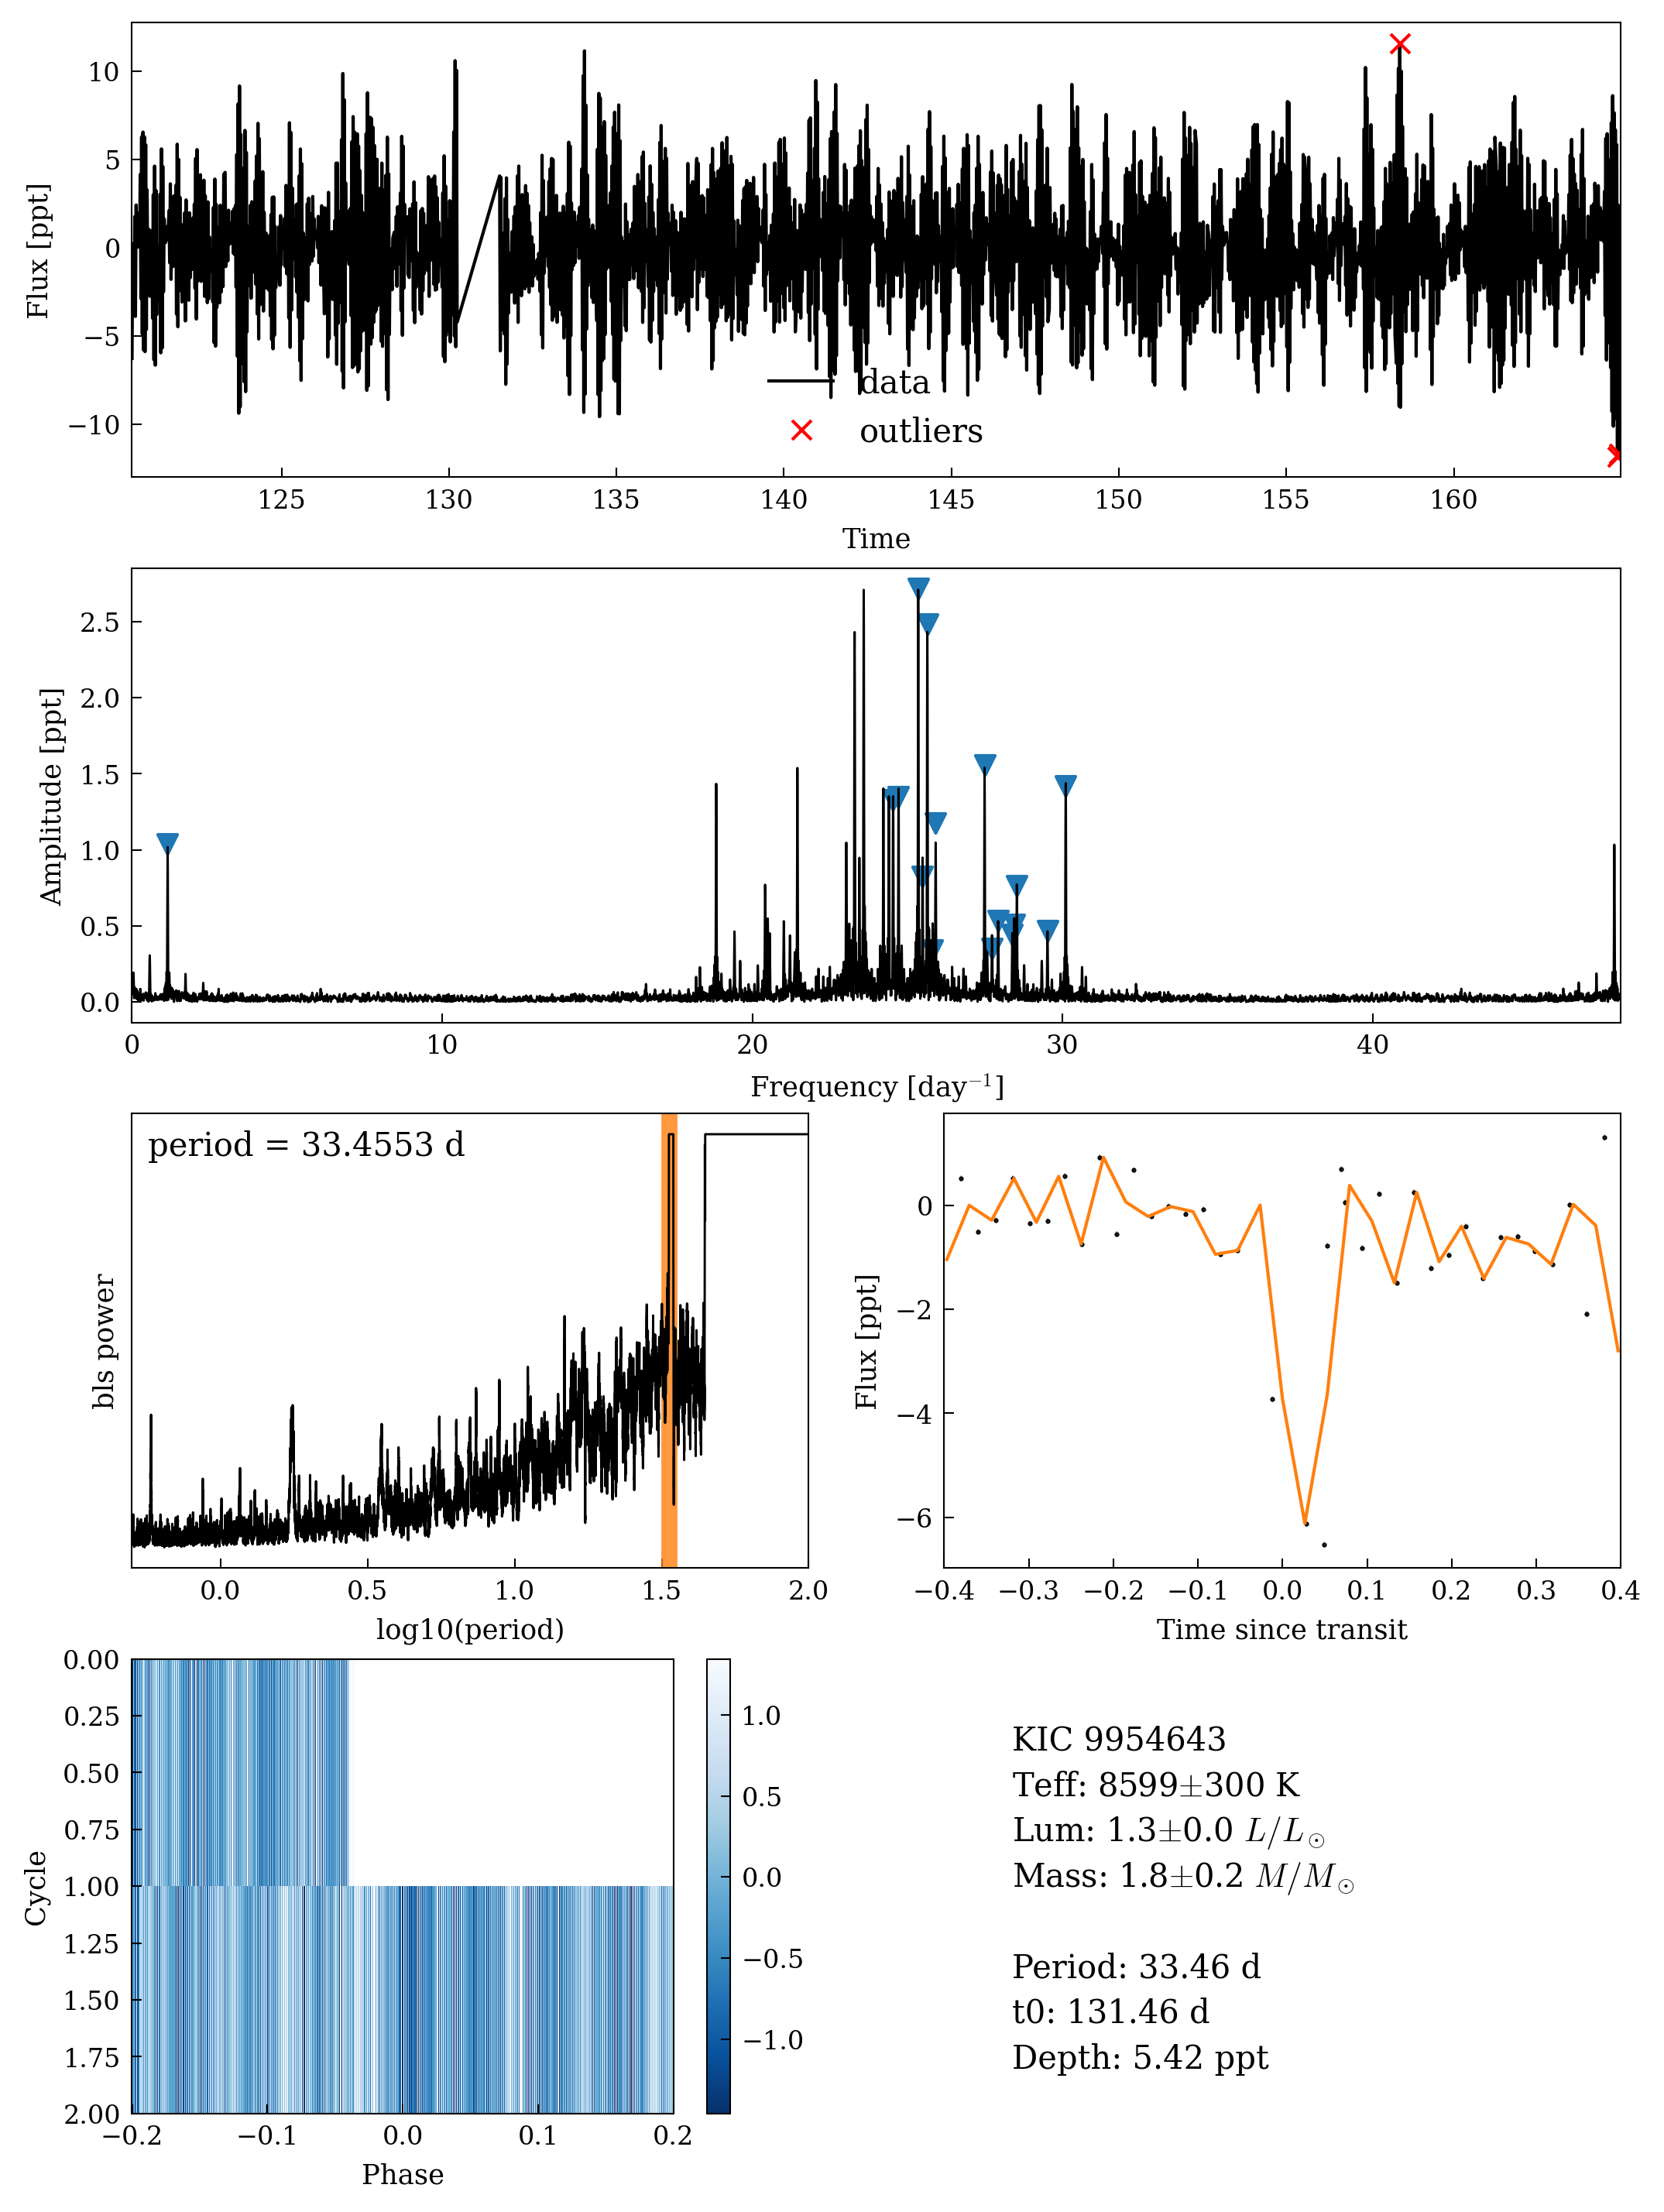 10
5
0
−5
−10
Flux [ppt]
data
outliers
125 130 135 140 145 150 155 160
Time
2.5
2.0
1.5
1.0
0.5
0.0
Amplitude [ppt]
0 10 20 30 40
Frequency [day⁻¹]
period = 33.4553 d
bls power
0.0 0.5 1.0 1.5 2.0
log10(period)
0
−2
−4
−6
Flux [ppt]
−0.4 −0.3 −0.2 −0.1 0.0 0.1 0.2 0.3 0.4
Time since transit
0.00
0.25
0.50
0.75
1.00
1.25
1.50
1.75
2.00
Cycle
−0.2 −0.1 0.0 0.1 0.2
Phase
1.0
0.5
0.0
−0.5
−1.0
KIC 9954643
Teff: 8599±300 K
Lum: 1.3±0.0 L/L⊙
Mass: 1.8±0.2 M/M⊙
Period: 33.46 d
t0: 131.46 d
Depth: 5.42 ppt